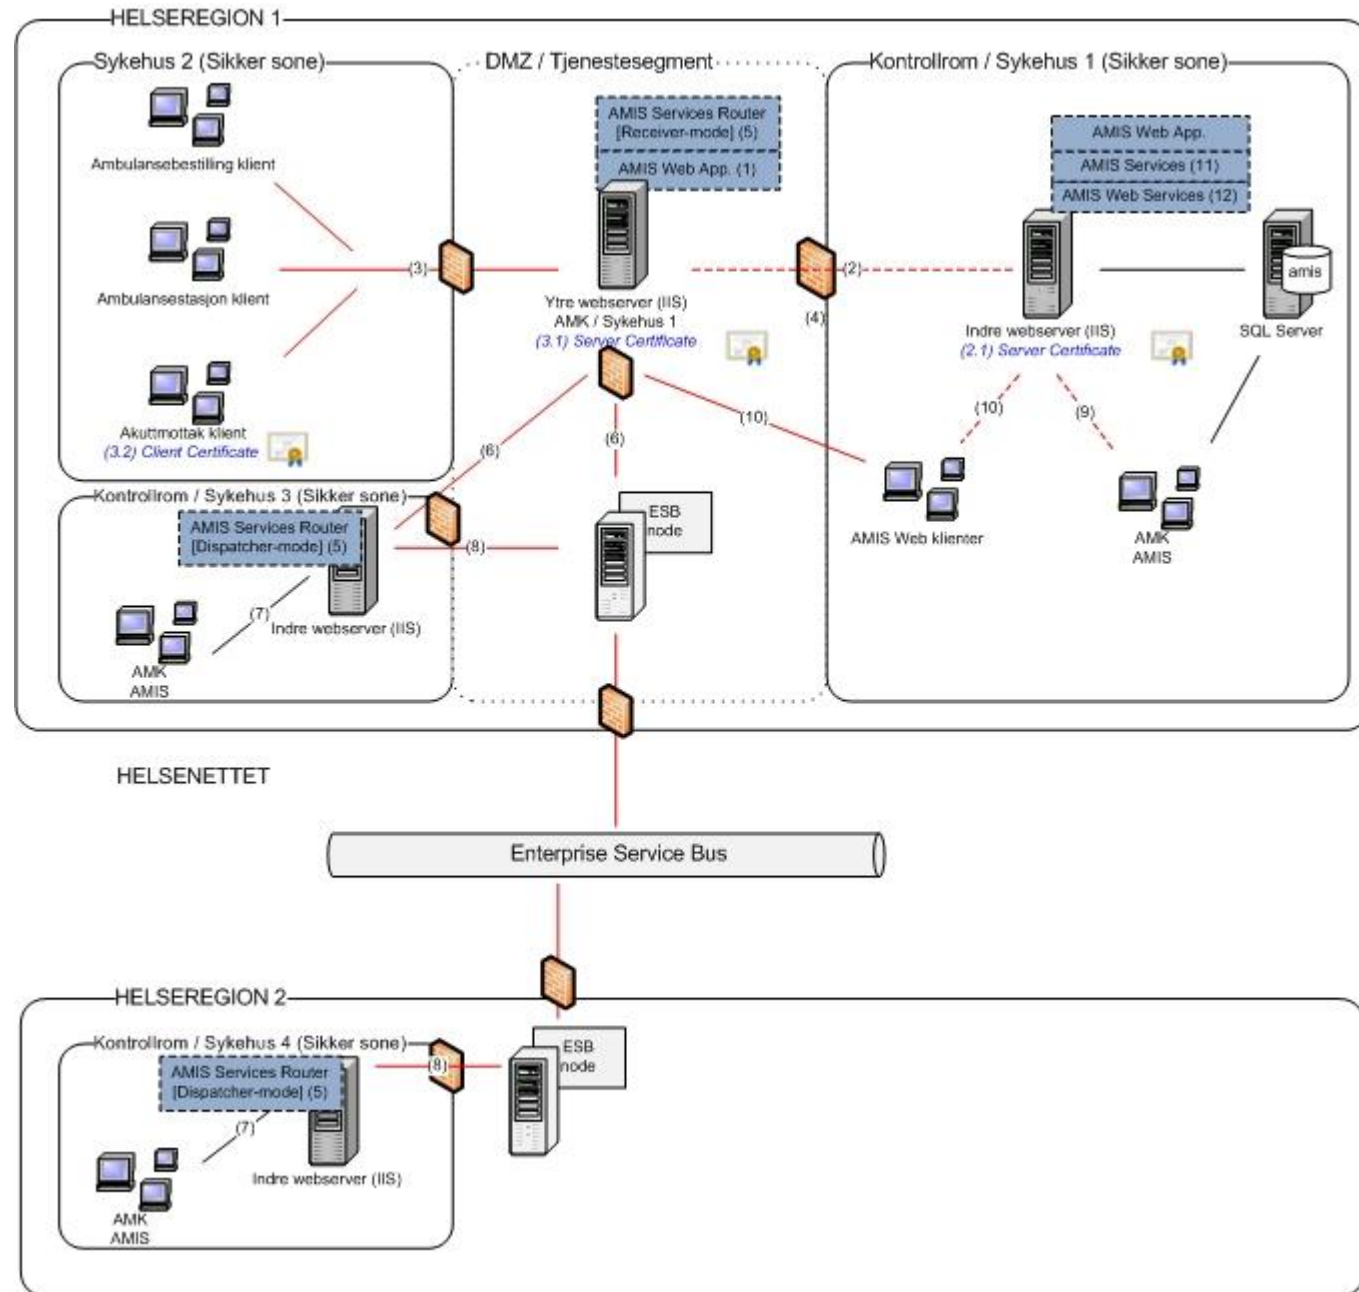 HELSEREGION 1
Sykehus 2 (Sikker sone)
DMZ / Tjenestesegment
Kontrollrom / Sykehus 1 (Sikker sone)
Ambulansebestilling klient
Ambulansestasjon klient
Akuttmottak klient
(3.2) Client Certificate
(3)
AMIS Services Router
[Receiver-mode] (5)
AMIS Web App. (1)
Ytre webserver (IIS)
AMK / Sykehus 1
(3.1) Server Certificate
(2)
(4)
AMIS Web App.
AMIS Services (11)
AMIS Web Services (12)
Indre webserver (IIS)
(2.1) Server Certificate
amis
SQL Server
(10)
(9)
(10)
(6)
(6)
AMIS Web klienter
AMK
AMIS
Kontrollrom / Sykehus 3 (Sikker sone)
AMIS Services Router
[Dispatcher-mode] (5)
(7)
Indre webserver (IIS)
AMK
AMIS
(8)
ESB
node
HELSENETTET
Enterprise Service Bus
HELSEREGION 2
Kontrollrom / Sykehus 4 (Sikker sone)
AMIS Services Router
[Dispatcher-mode] (5)
(7)
Indre webserver (IIS)
AMK
AMIS
(8)
ESB
node